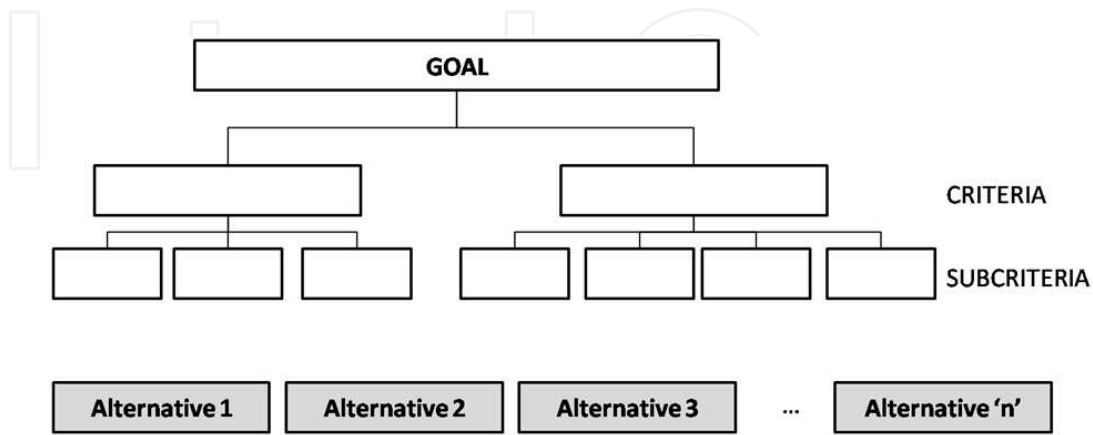 GOAL
CRITERIA
SUBCRITERIA
Alternative 1 Alternative 2 Alternative 3 ... Alternative ‘n’